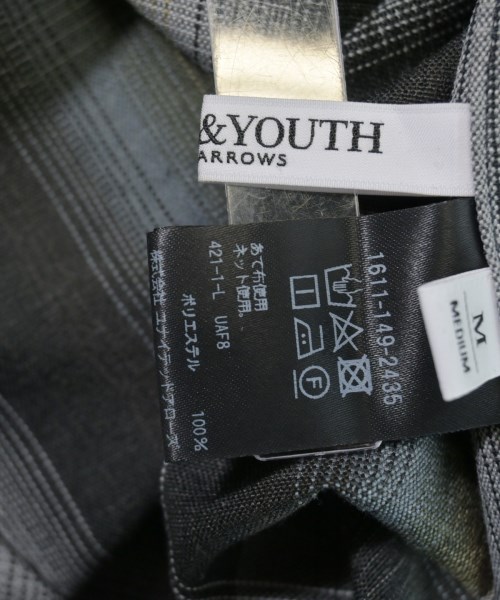 &YOUTH
ARROWS
1611-149-2435
あて布使用
ネット使用。
421-1-L UAF8
ポリエステル 100%
株式会社 ユナイテッドアローズ
M
MEDIUM